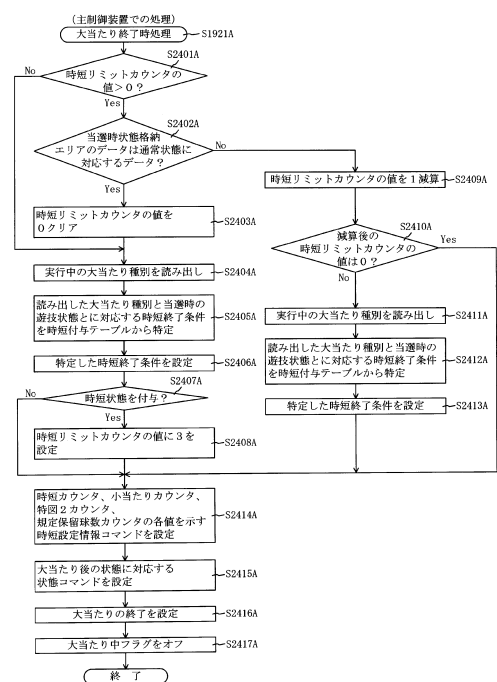 (主制御装置での処理)
大当たり終了時処理
S1921A
S2401A
時短リミットカウンタの
値＞０？
No
Yes
S2402A
当選時状態格納
エリアのデータは通常状態に
対応するデータ？
No
Yes
S2409A
時短リミットカウンタの値を１減算
時短リミットカウンタの値を
０クリア
S2403A
S2410A
減算後の
時短リミットカウンタの
値は０？
Yes
No
実行中の大当たり種別を読み出し
S2404A
読み出した大当たり種別と当選時の
遊技状態とに対応する時短終了条件
を時短付与テーブルから特定
S2405A
特定した時短終了条件を設定
S2406A
実行中の大当たり種別を読み出し
S2411A
読み出した大当たり種別と当選時の
遊技状態とに対応する時短終了条件
を時短付与テーブルから特定
S2412A
特定した時短終了条件を設定
S2413A
S2407A
時短状態を付与？
No
Yes
時短リミットカウンタの値に３を
設定
S2408A
時短カウンタ、小当たりカウンタ、
特図２カウンタ、
規定保留球数カウンタの各値を示す
時短設定情報コマンドを設定
S2414A
大当たり後の状態に対応する
状態コマンドを設定
S2415A
大当たりの終了を設定
S2416A
大当たり中フラグをオフ
S2417A
終　了